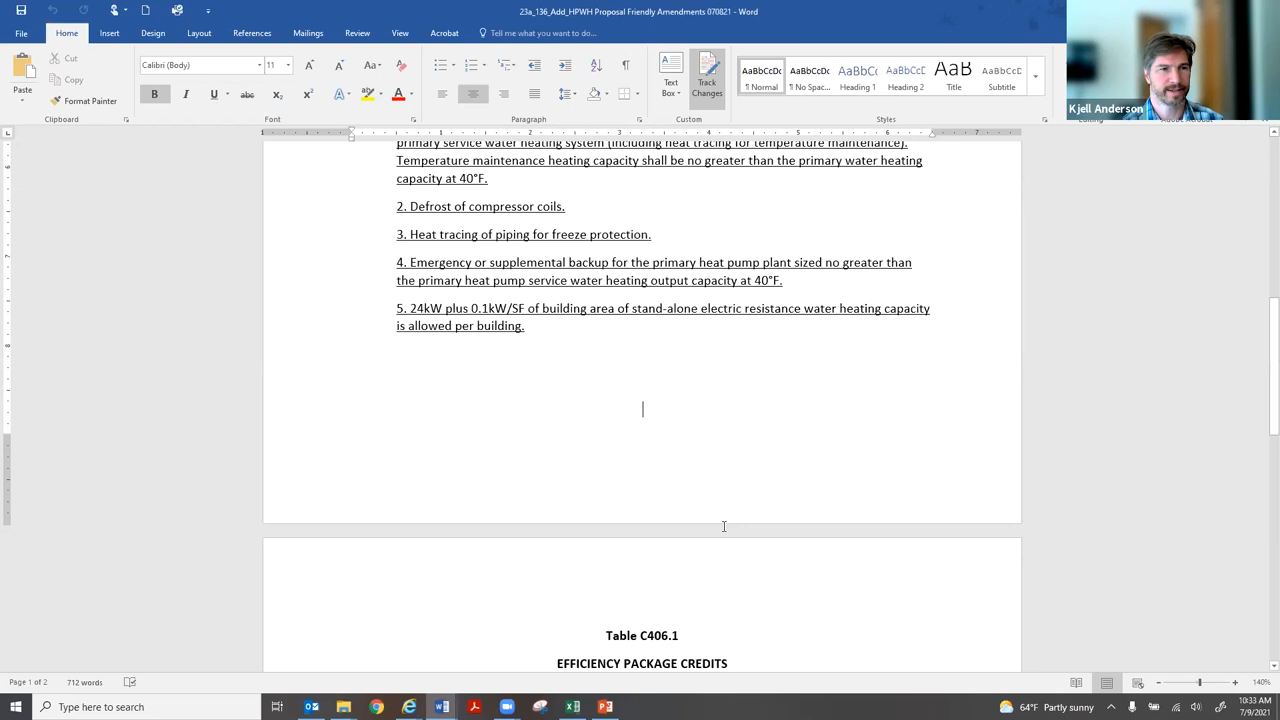 23a_136_Add_HPWH Proposal Friendly Amendments 070821 - Word
File
Home
Insert
Design
Layout
References
Mailings
Review
View
Acrobat
Tell me what you want to do...
Paste
Cut
Copy
Format Painter
Clipboard
Calibri (Body)
11
Font
Paragraph
Text Box
Track Changes
Custom
AaBbCcDc
¶ Normal
AaBbCcDc
¶ No Spac...
AaBbCc
Heading 1
AaBbCcD
Heading 2
AaB
Title
AaBbCcD
Subtitle
Styles
Kjell Anderson
primary service water heating system (including heat tracing for temperature maintenance).
Temperature maintenance heating capacity shall be no greater than the primary water heating
capacity at 40°F.
2. Defrost of compressor coils.
3. Heat tracing of piping for freeze protection.
4. Emergency or supplemental backup for the primary heat pump plant sized no greater than
the primary heat pump service water heating output capacity at 40°F.
5. 24kW plus 0.1kW/SF of building area of stand-alone electric resistance water heating capacity
is allowed per building.
Table C406.1
EFFICIENCY PACKAGE CREDITS
Page 1 of 2
712 words
140%
Type here to search
64°F Partly sunny
10:33 AM
7/9/2021